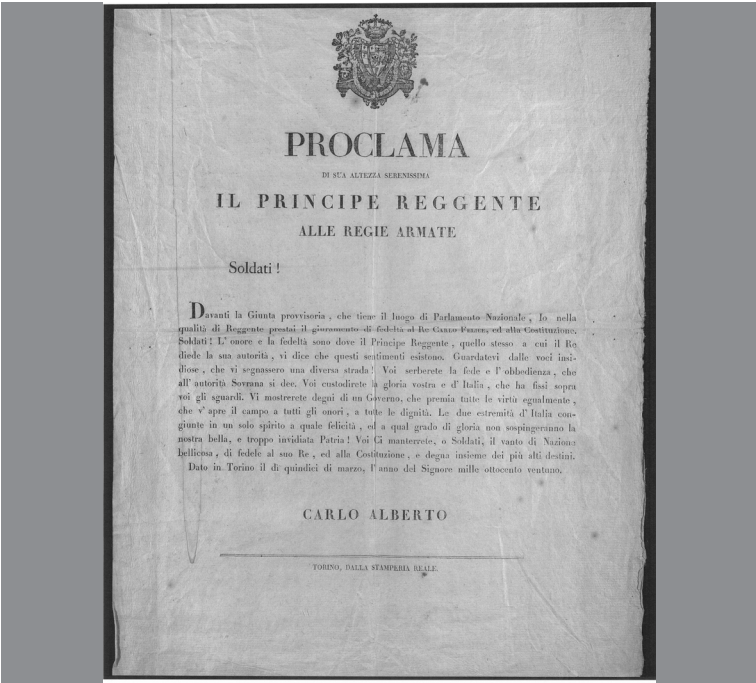 PROCLAMA
DI SUA ALTEZZA SERENISSIMA
IL PRINCIPE REGGENTE
ALLE REGIE ARMATE
Soldati !
Davanti la Giunta provvisoria , che tiene il luogo di Parlamento Nazionale , Io nella
qualità di Reggente prestai il giuramento di fedeltà al Re CARLO FELICE, ed alla Costituzione.
Soldati ! L' onore e la fedeltà sono dove il Principe Reggente , quello stesso a cui il Re
diede la sua autorità , vi dice che questi sentimenti esistono. Guardatevi dalle voci insi-
diose , che vi segnassero una diversa strada ! Voi serberete la fede e l' obbedienza , che
all' autorità Sovrana si dee. Voi custodirete la gloria vostra e d' Italia , che ha fissi sopra
voi gli sguardi. Vi mostrerete degni di un Governo, che premia tutte le virtù egualmente ,
che v' apre il campo a tutti gli onori , a tutte le dignità. Le due estremità d' Italia con-
giunte in un solo spirito a quale felicità , ed a qual grado di gloria non sospingeranno la
nostra bella, e troppo invidiata Patria ! Voi Ci manterrete, o Soldati, il vanto di Nazione
bellicosa , di fedele al suo Re , ed alla Costituzione , e degna insieme dei più alti destini.
Dato in Torino il dì quindici di marzo, l' anno del Signore mille ottocento ventuno.
CARLO ALBERTO
TORINO, DALLA STAMPERIA REALE.